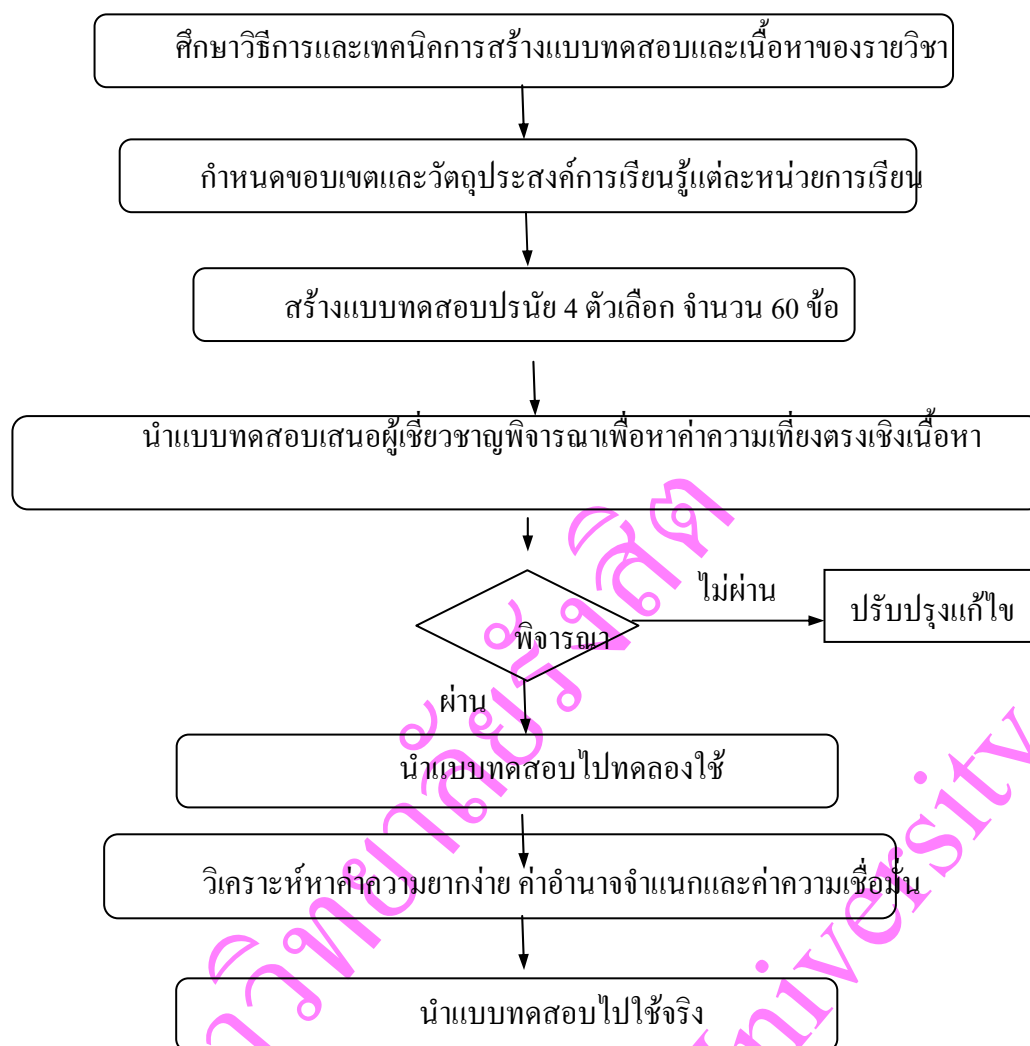 ศึกษาวิธีการและเทคนิคการสร้างแบบทดสอบและเนื้อหาของรายวิชา
กำหนดขอบเขตและวัตถุประสงค์การเรียนรู้แต่ละหน่วยการเรียน
สร้างแบบทดสอบปรนัย 4 ตัวเลือก จำนวน 60 ข้อ
นำแบบทดสอบเสนอผู้เชี่ยวชาญพิจารณาเพื่อหาค่าความเที่ยงตรงเชิงเนื้อหา
ไม่ผ่าน
ปรับปรุงแก้ไข
พิจารณา
ผ่าน
นำแบบทดสอบไปทดลองใช้
วิเคราะห์หาค่าความยากง่าย ค่าอำนาจจำแนกและค่าความเชื่อมั่น
นำแบบทดสอบไปใช้จริง
วิทยาลัยรังสิต
University